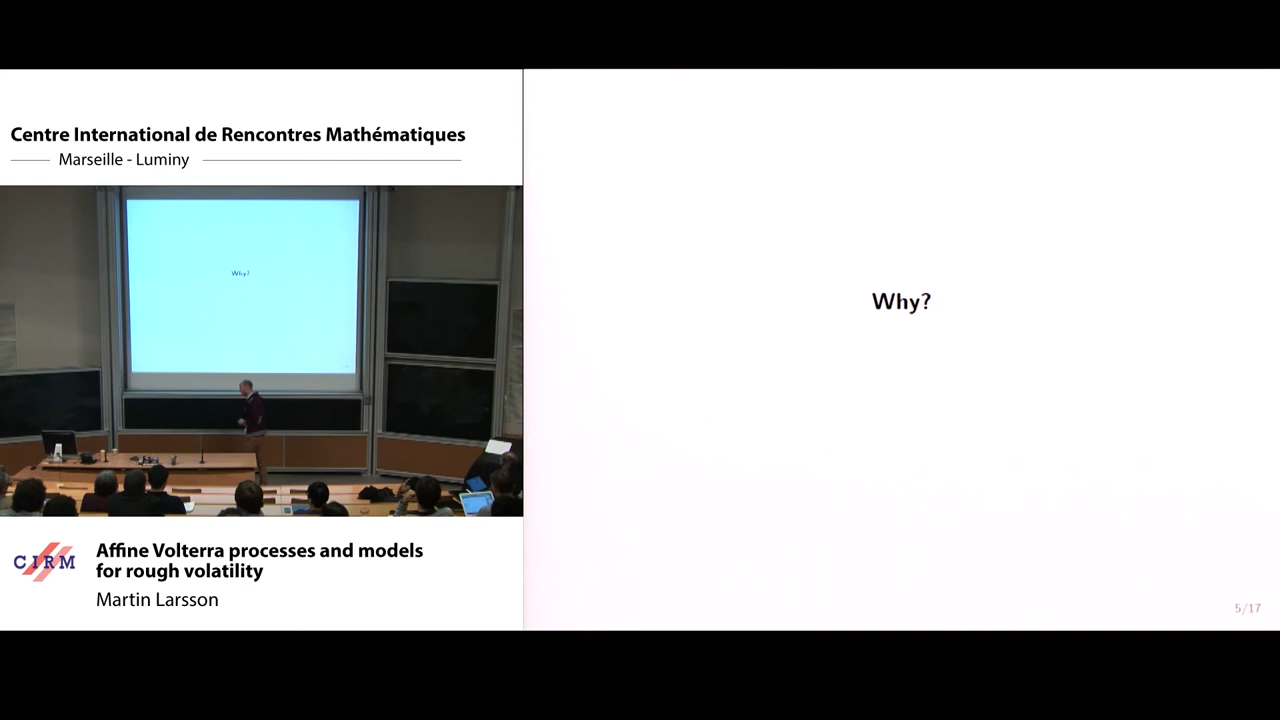 Centre International de Rencontres Mathématiques
Marseille - Luminy
Why?
Why?
5/17
CIRM
Affine Volterra processes and models
for rough volatility
Martin Larsson